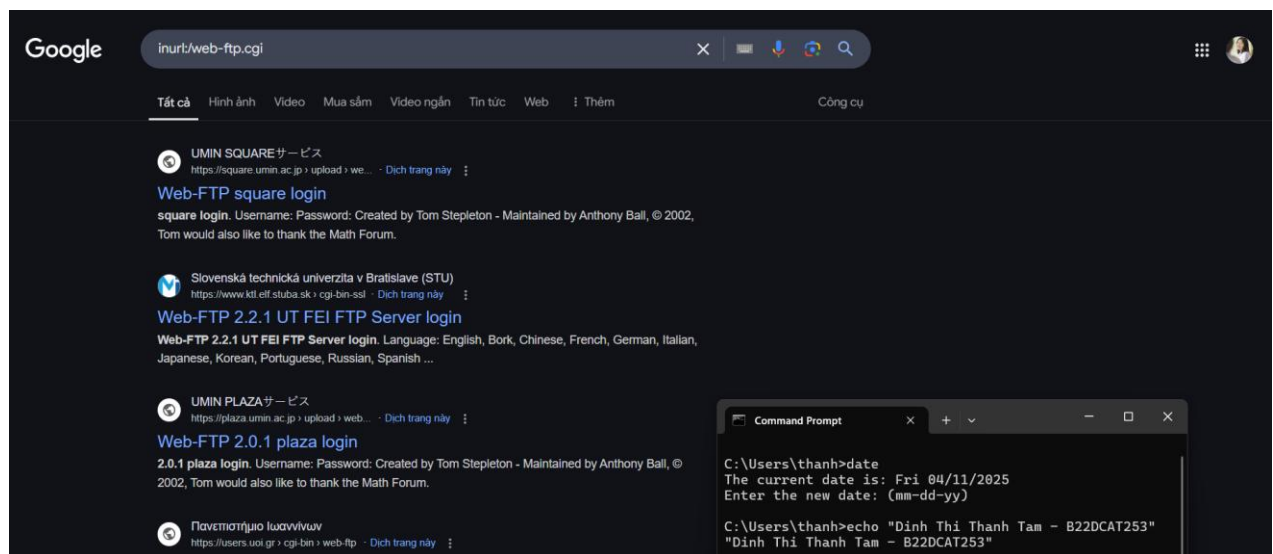 Google
inurl:/web-ftp.cgi
Tất cả Hình ảnh Video Mua sắm Video ngắn Tin tức Web Thêm Công cụ
UMIN SQUAREサービス
https://square.umin.ac.jp › upload › we... · Dịch trang này
Web-FTP square login
square login. Username: Password: Created by Tom Stepleton - Maintained by Anthony Ball, © 2002,
Tom would also like to thank the Math Forum.
Slovenská technická univerzita v Bratislave (STU)
https://www.ktl.elf.stuba.sk › cgi-bin-ssl · Dịch trang này
Web-FTP 2.2.1 UT FEI FTP Server login
Web-FTP 2.2.1 UT FEI FTP Server login. Language: English, Bork, Chinese, French, German, Italian,
Japanese, Korean, Portuguese, Russian, Spanish ...
UMIN PLAZAサービス
https://plaza.umin.ac.jp › upload › web... · Dịch trang này
Web-FTP 2.0.1 plaza login
2.0.1 plaza login. Username: Password: Created by Tom Stepleton - Maintained by Anthony Ball, ©
2002, Tom would also like to thank the Math Forum.
Πανεπιστήμιο Ιωαννίνων
https://users.uoi.gr › cgi-bin › web-ftp · Dịch trang này
Command Prompt
C:\Users\thanh>date
The current date is: Fri 04/11/2025
Enter the new date: (mm-dd-yy)
C:\Users\thanh>echo "Dinh Thi Thanh Tam - B22DCAT253"
"Dinh Thi Thanh Tam - B22DCAT253"